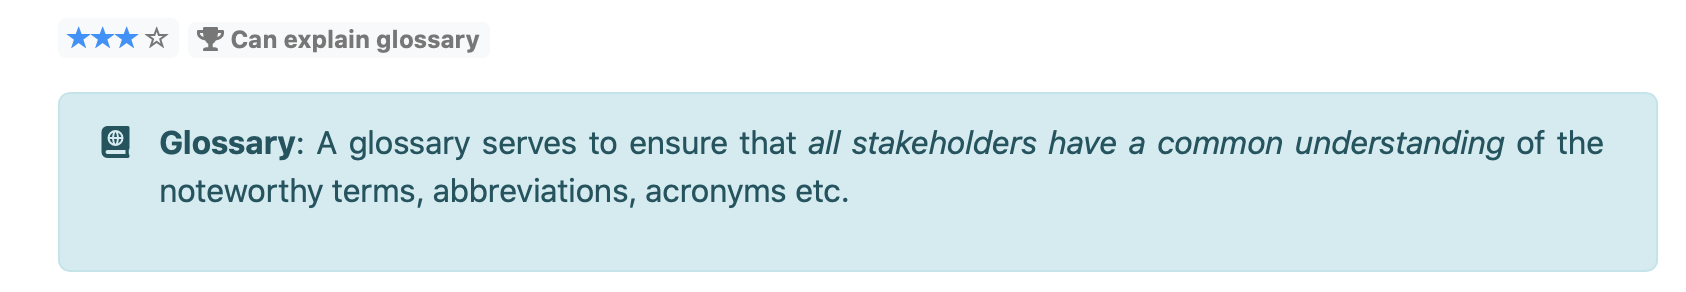 ★★★☆ Can explain glossary
Glossary: A glossary serves to ensure that all stakeholders have a common understanding of the
noteworthy terms, abbreviations, acronyms etc.